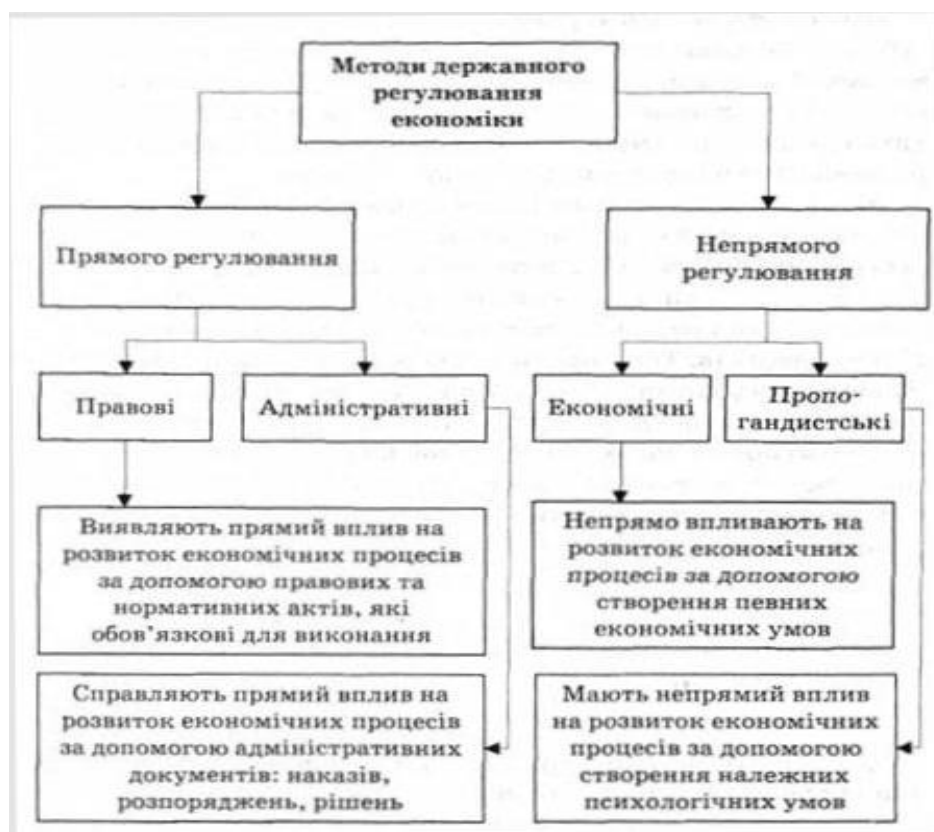 Методи державного
регулювання
економіки
Прямого регулювання
Непрямого
регулювання
Правові
Адміністративні
Економічні
Пропо-
гандистські
Виявляють прямий вплив на
розвиток економічних процесів
за допомогою правових та
нормативних актів, які
обов’язкові для виконання
Непрямо впливають на
розвиток економічних
процесів за допомогою
створення певних
економічних умов
Справляють прямий вплив на
розвиток економічних процесів
за допомогою адміністративних
документів: наказів,
розпоряджень, рішень
Мають непрямий вплив
на розвиток економічних
процесів за допомогою
створення належних
психологічних умов